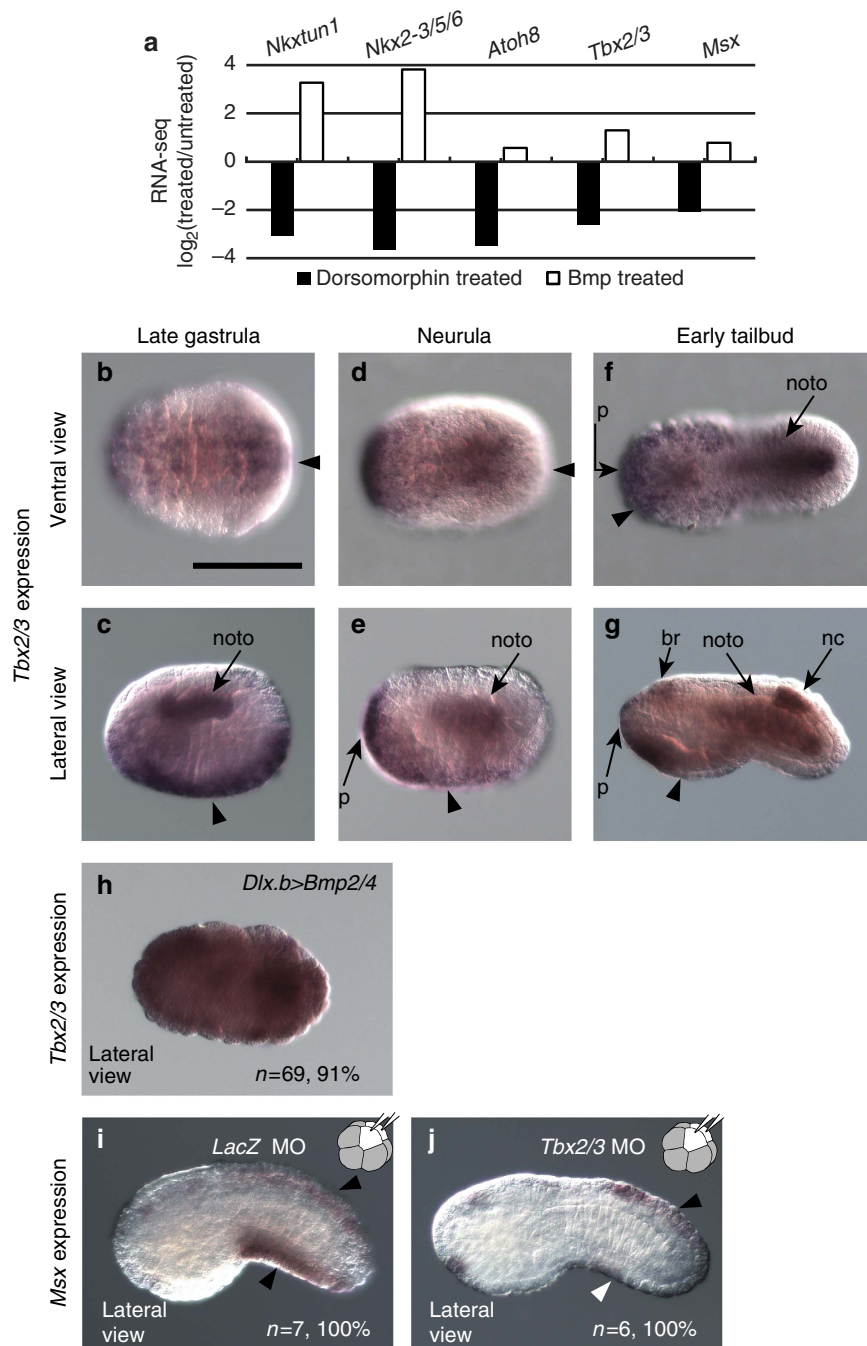 a
Nkxtun1 Nkx2-3/5/6 Atoh8 Tbx2/3 Msx
RNA-seq
log2(treated/untreated)
4
2
0
−2
−4
Dorsomorphin treated Bmp treated
Late gastrula Neurula Early tailbud
Tbx2/3 expression
Ventral view
b
d
f
p
noto
Lateral view
c
noto
e
noto
p
g
br
noto
nc
p
Tbx2/3 expression
h
Dlx.b>Bmp2/4
Lateral
view
n=69, 91%
Msx expression
i
LacZ MO
Lateral
view
n=7, 100%
j
Tbx2/3 MO
Lateral
view
n=6, 100%